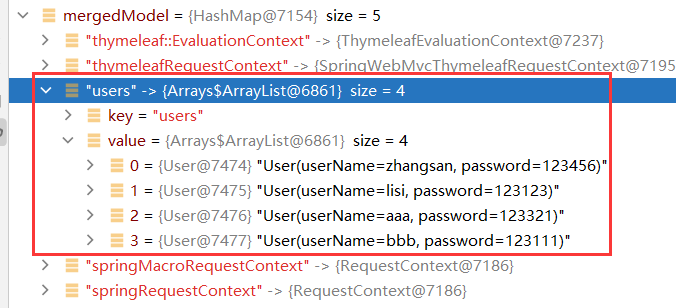 mergedModel = {HashMap@7154} size = 5
"thymeleaf::EvaluationContext" -> {ThymeleafEvaluationContext@7237}
"thymeleafRequestContext" -> {SpringWebMvcThymeleafRequestContext@7195
"users" -> {Arrays$ArrayList@6861} size = 4
key = "users"
value = {Arrays$ArrayList@6861} size = 4
0 = {User@7474} "User(userName=zhangsan, password=123456)"
1 = {User@7475} "User(userName=lisi, password=123123)"
2 = {User@7476} "User(userName=aaa, password=123321)"
3 = {User@7477} "User(userName=bbb, password=123111)"
"springMacroRequestContext" -> {RequestContext@7186}
"springRequestContext" -> {RequestContext@7186}